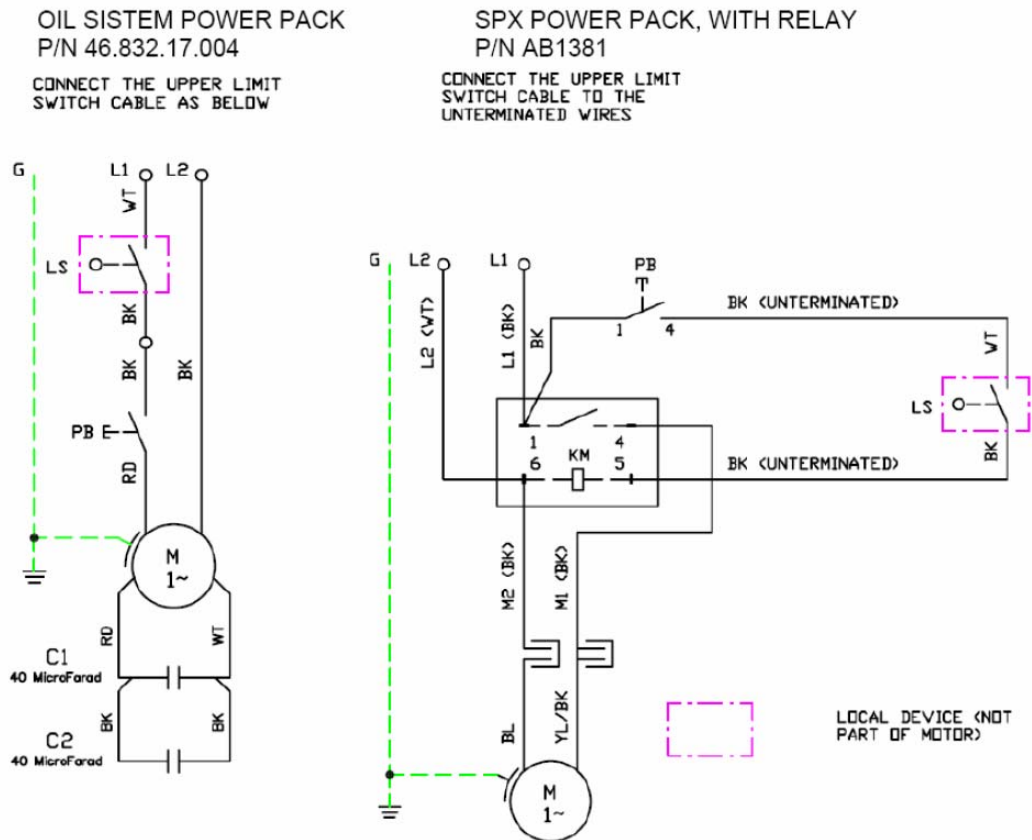 OIL SISTEM POWER PACK
P/N 46.832.17.004
CONNECT THE UPPER LIMIT
SWITCH CABLE AS BELOW
G
L1
L2
WT
LS
BK
BK
BK
PB
RD
M
1~
RD
WT
C1
40 MicroFarad
BK
BK
C2
40 MicroFarad
SPX POWER PACK, WITH RELAY
P/N AB1381
CONNECT THE UPPER LIMIT
SWITCH CABLE TO THE
UNTERMINATED WIRES
G
L2
L1
PB
L2 (WT)
L1 (BK)
BK
1
4
BK (UNTERMINATED)
WT
LS
BK
1
4
KM
6
5
BK (UNTERMINATED)
M2 (BK)
M1 (BK)
BL
YL/BK
M
1~
LOCAL DEVICE (NOT
PART OF MOTOR)